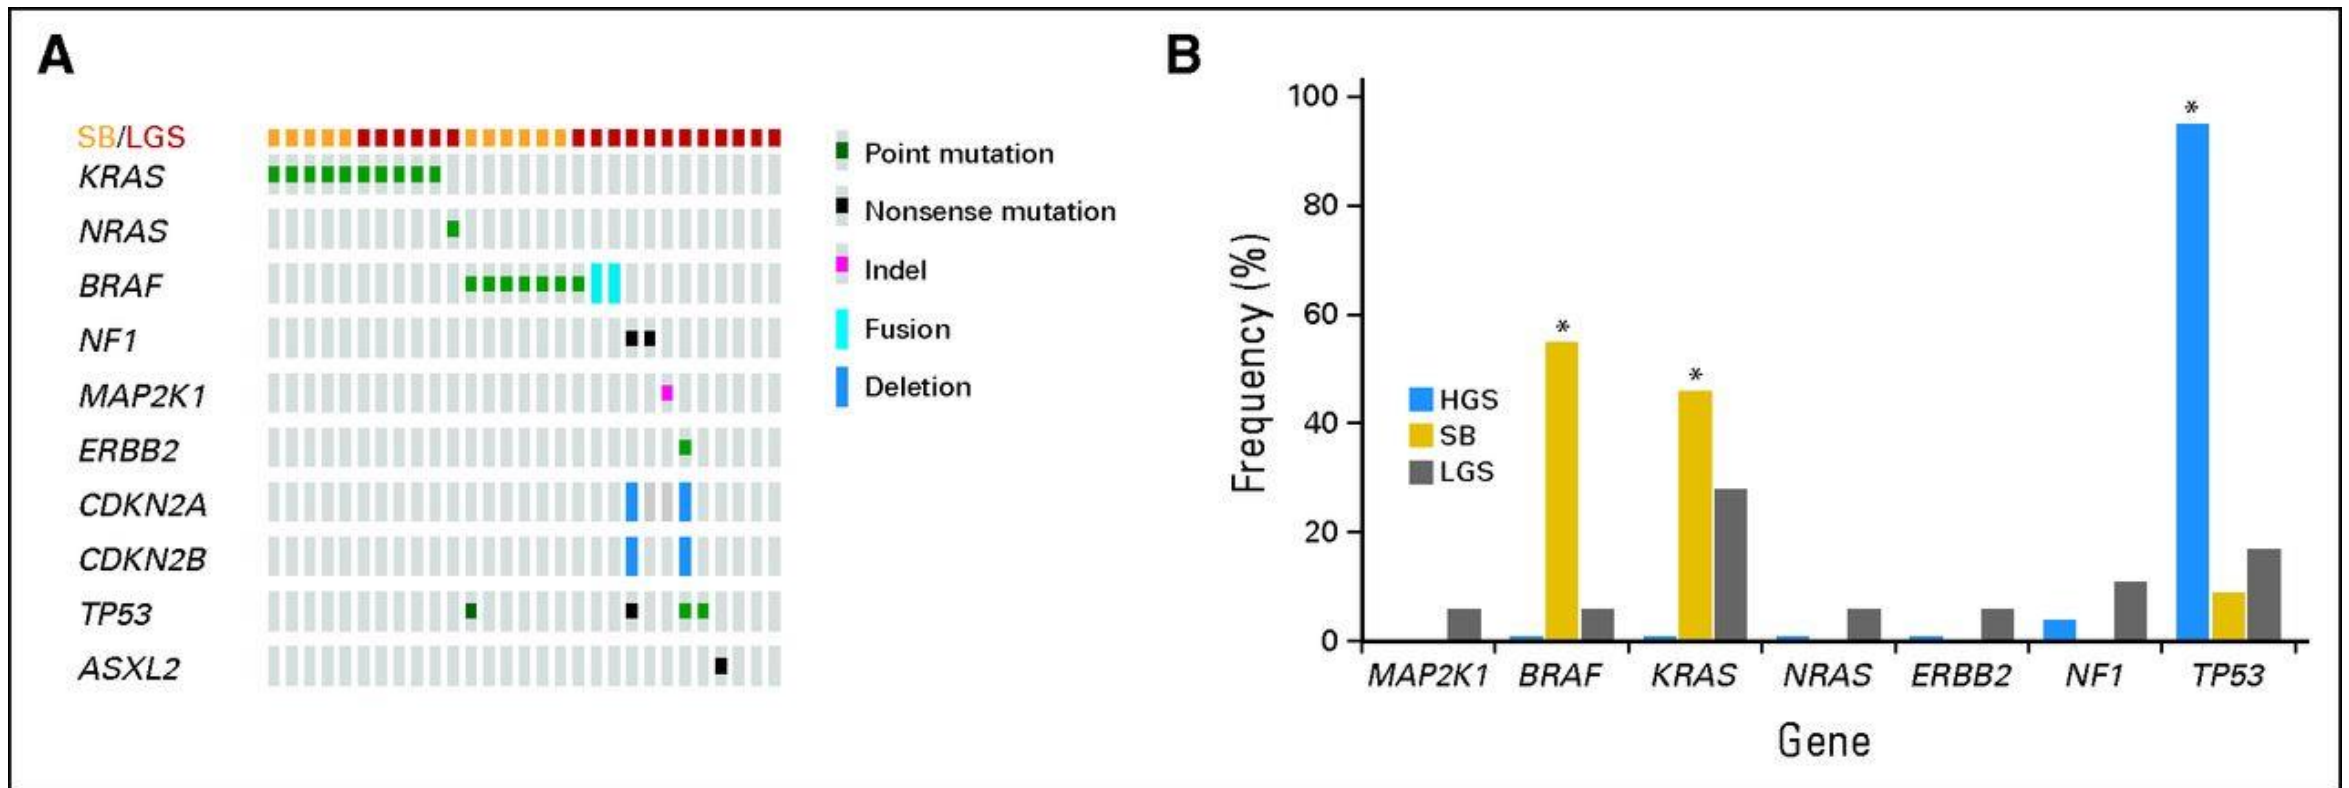 A
SB/LGS
KRAS
NRAS
BRAF
NF1
MAP2K1
ERBB2
CDKN2A
CDKN2B
TP53
ASXL2
Point mutation
Nonsense mutation
Indel
Fusion
Deletion
B
Frequency (%)
100
80
60
40
20
0
*
*
*
HGS
SB
LGS
MAP2K1 BRAF KRAS NRAS ERBB2 NF1 TP53
Gene